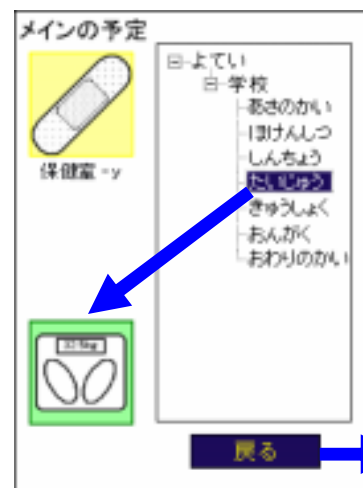 メインの予定
保健室 -y
よてい
学校
あさのかい
ほけんしつ
しんちょう
たいじゅう
きゅうしょく
おんがく
おわりのかい
戻る